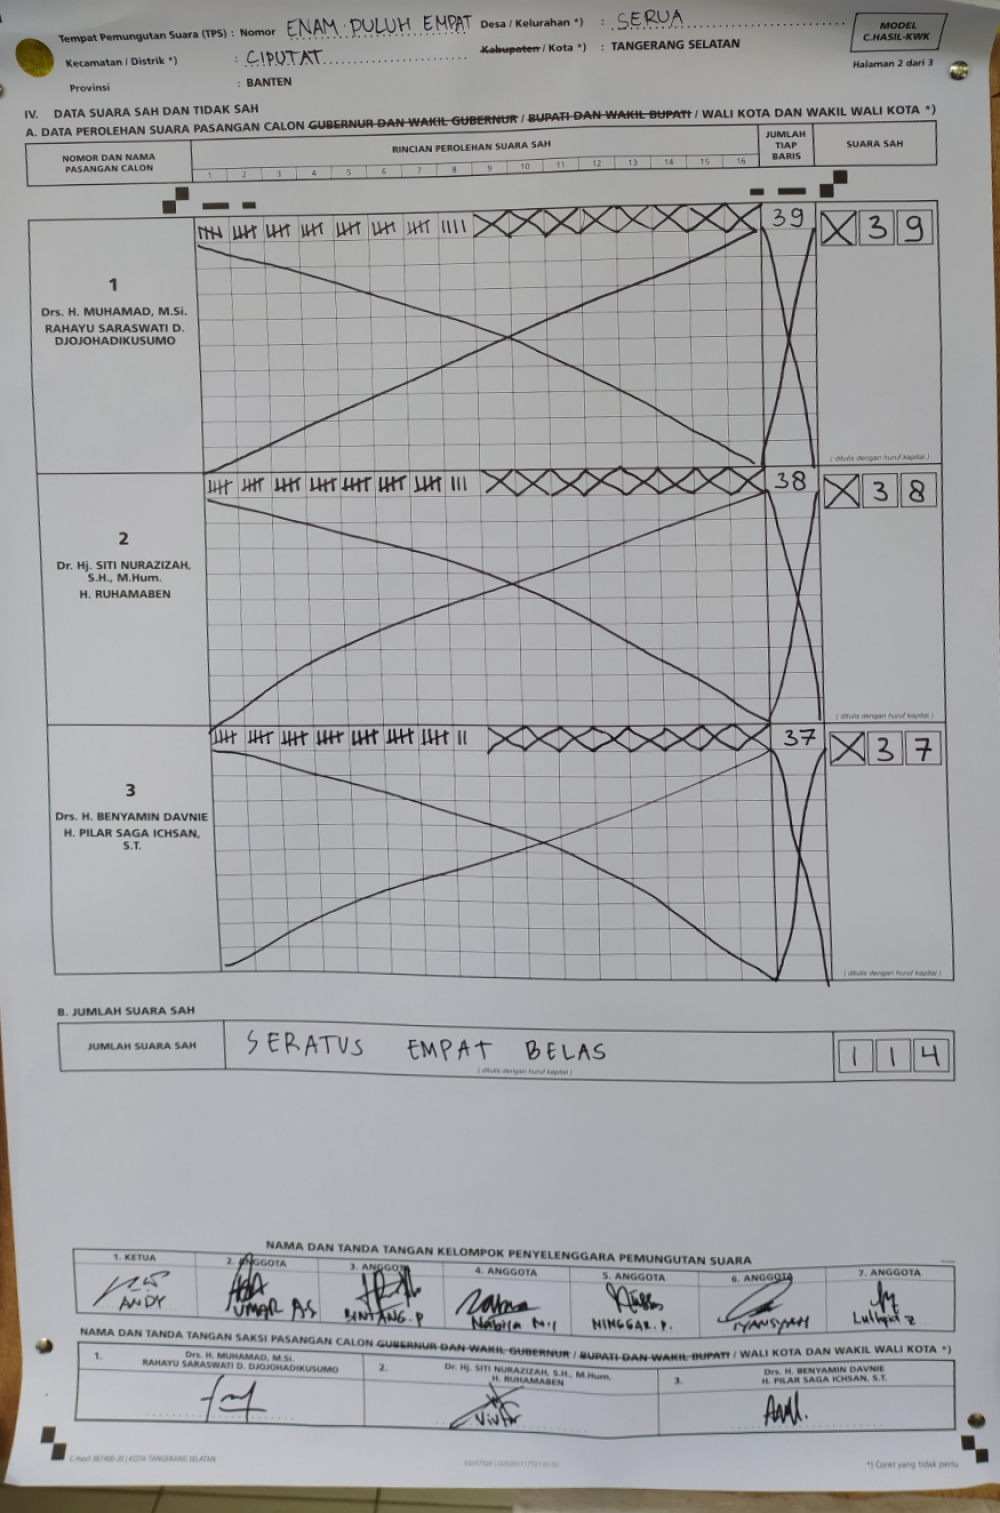 Tempat Pemungutan Suara (TPS) : Nomor ENAM PULUH EMPAT Desa / Kelurahan *) : SERUA
MODEL C.HASIL-KWK
Kecamatan / Distrik *) : CIPUTAT Kabupaten / Kota *) : TANGERANG SELATAN
Halaman 2 dari 3
Provinsi : BANTEN
IV. DATA SUARA SAH DAN TIDAK SAH
A. DATA PEROLEHAN SUARA PASANGAN CALON GUBERNUR DAN WAKIL GUBERNUR / BUPATI DAN WAKIL BUPATI / WALI KOTA DAN WAKIL WALI KOTA *)
NOMOR DAN NAMA PASANGAN CALON
RINCIAN PEROLEHAN SUARA SAH
1 2 3 4 5 6 7 8 9 10 11 12 13 14 15 16
JUMLAH TIAP BARIS
SUARA SAH
39 X 3 9
1
Drs. H. MUHAMAD, M.Si.
RAHAYU SARASWATI D.
DJOJOHADIKUSUMO
( ditulis dengan huruf kapital )
38 X 3 8
2
Dr. Hj. SITI NURAZIZAH,
S.H., M.Hum.
H. RUHAMABEN
( ditulis dengan huruf kapital )
37 X 3 7
3
Drs. H. BENYAMIN DAVNIE
H. PILAR SAGA ICHSAN,
S.T.
( ditulis dengan huruf kapital )
B. JUMLAH SUARA SAH
JUMLAH SUARA SAH SERATUS EMPAT BELAS 1 1 4
( ditulis dengan huruf kapital )
NAMA DAN TANDA TANGAN KELOMPOK PENYELENGGARA PEMUNGUTAN SUARA
1. KETUA 2. ANGGOTA 3. ANGGOTA 4. ANGGOTA 5. ANGGOTA 6. ANGGOTA 7. ANGGOTA
ANDY UMAR AS BINTANG. P Nabila NINGGAR. P. IYANSYAH
NAMA DAN TANDA TANGAN SAKSI PASANGAN CALON GUBERNUR DAN WAKIL GUBERNUR / BUPATI DAN WAKIL BUPATI / WALI KOTA DAN WAKIL WALI KOTA *)
1. Drs. H. MUHAMAD, M.Si.
RAHAYU SARASWATI D. DJOJOHADIKUSUMO
2. Dr. Hj. SITI NURAZIZAH, S.H., M.Hum.
H. RUHAMABEN
3. Drs. H. BENYAMIN DAVNIE
H. PILAR SAGA ICHSAN, S.T.
KOTA TANGERANG SELATAN
*) Coret yang tidak perlu